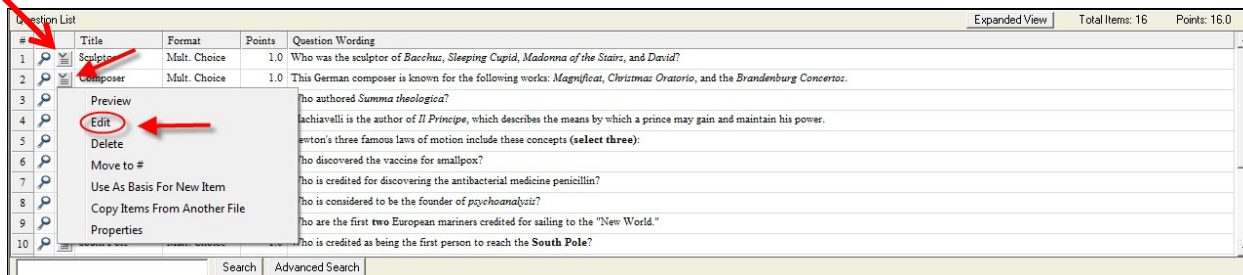 Question List Expanded View Total Items: 16 Points: 16.0
# Title Format Points Question Wording
1 Sculptor Mult. Choice 1.0 Who was the sculptor of Bacchus, Sleeping Cupid, Madonna of the Stairs, and David?
2 Composer Mult. Choice 1.0 This German composer is known for the following works: Magnificat, Christmas Oratorio, and the Brandenburg Concertos.
3 Preview Who authored Summa theologica?
4 Edit Machiavelli is the author of Il Principe, which describes the means by which a prince may gain and maintain his power.
5 Delete Newton's three famous laws of motion include these concepts (select three):
6 Move to # Who discovered the vaccine for smallpox?
7 Use As Basis For New Item Who is credited for discovering the antibacterial medicine penicillin?
8 Copy Items From Another File Who is considered to be the founder of psychoanalysis?
9 Properties Who are the first two European mariners credited for sailing to the "New World."
10 South Pole Mult. Choice 1.0 Who is credited as being the first person to reach the South Pole?
Search Advanced Search